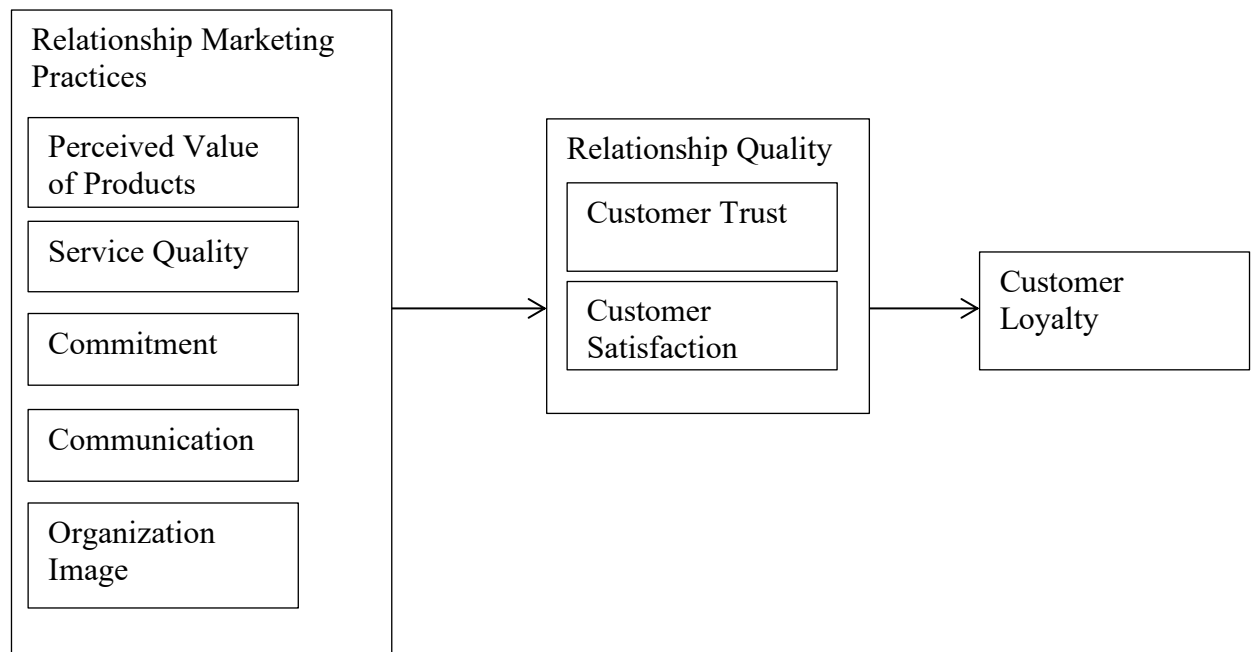 Relationship Marketing
Practices
Perceived Value
of Products
Service Quality
Commitment
Communication
Organization
Image
Relationship Quality
Customer Trust
Customer
Satisfaction
Customer
Loyalty